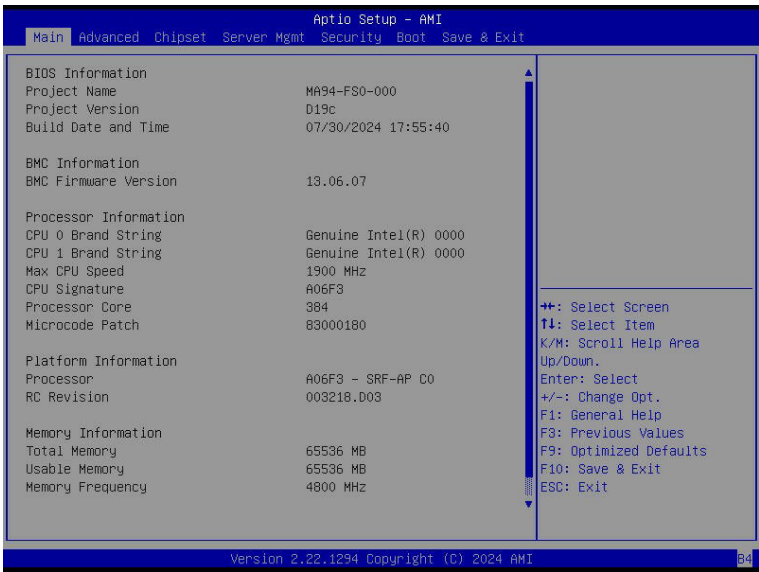 Aptio Setup - AMI
Main Advanced Chipset Server Mgmt Security Boot Save & Exit
BIOS Information
Project Name MA94-FS0-000
Project Version D19c
Build Date and Time 07/30/2024 17:55:40
BMC Information
BMC Firmware Version 13.06.07
Processor Information
CPU 0 Brand String Genuine Intel(R) 0000
CPU 1 Brand String Genuine Intel(R) 0000
Max CPU Speed 1900 MHz
CPU Signature A06F3
Processor Core 384
Microcode Patch 83000180
Platform Information
Processor A06F3 - SRF-AP C0
RC Revision 003218.D03
Memory Information
Total Memory 65536 MB
Usable Memory 65536 MB
Memory Frequency 4800 MHz
→←: Select Screen
↑↓: Select Item
K/M: Scroll Help Area
Up/Down.
Enter: Select
+/-: Change Opt.
F1: General Help
F3: Previous Values
F9: Optimized Defaults
F10: Save & Exit
ESC: Exit
Version 2.22.1294 Copyright (C) 2024 AMI
B4